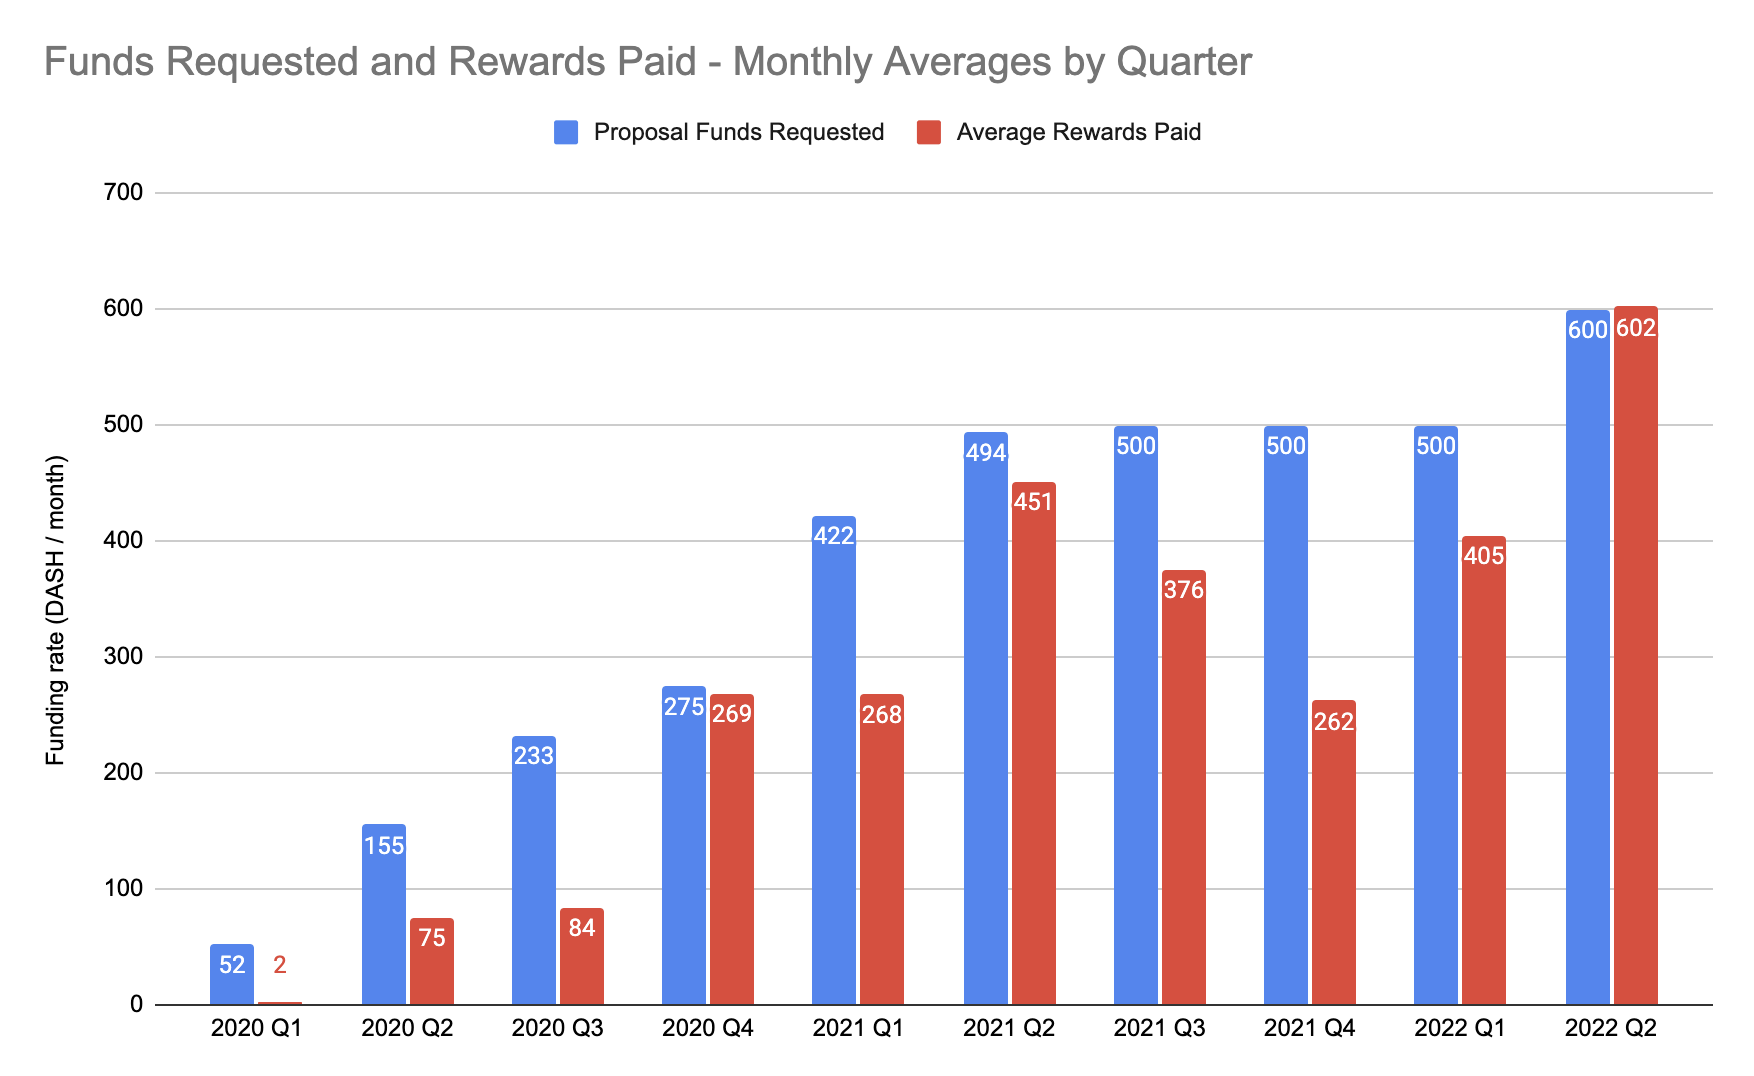 Funds Requested and Rewards Paid - Monthly Averages by Quarter
Proposal Funds Requested
Average Rewards Paid
Funding rate (DASH / month)
700
600
500
400
300
200
100
0
52
2
155
75
233
84
275
269
422
268
494
451
500
376
500
262
500
405
600
602
2020 Q1
2020 Q2
2020 Q3
2020 Q4
2021 Q1
2021 Q2
2021 Q3
2021 Q4
2022 Q1
2022 Q2